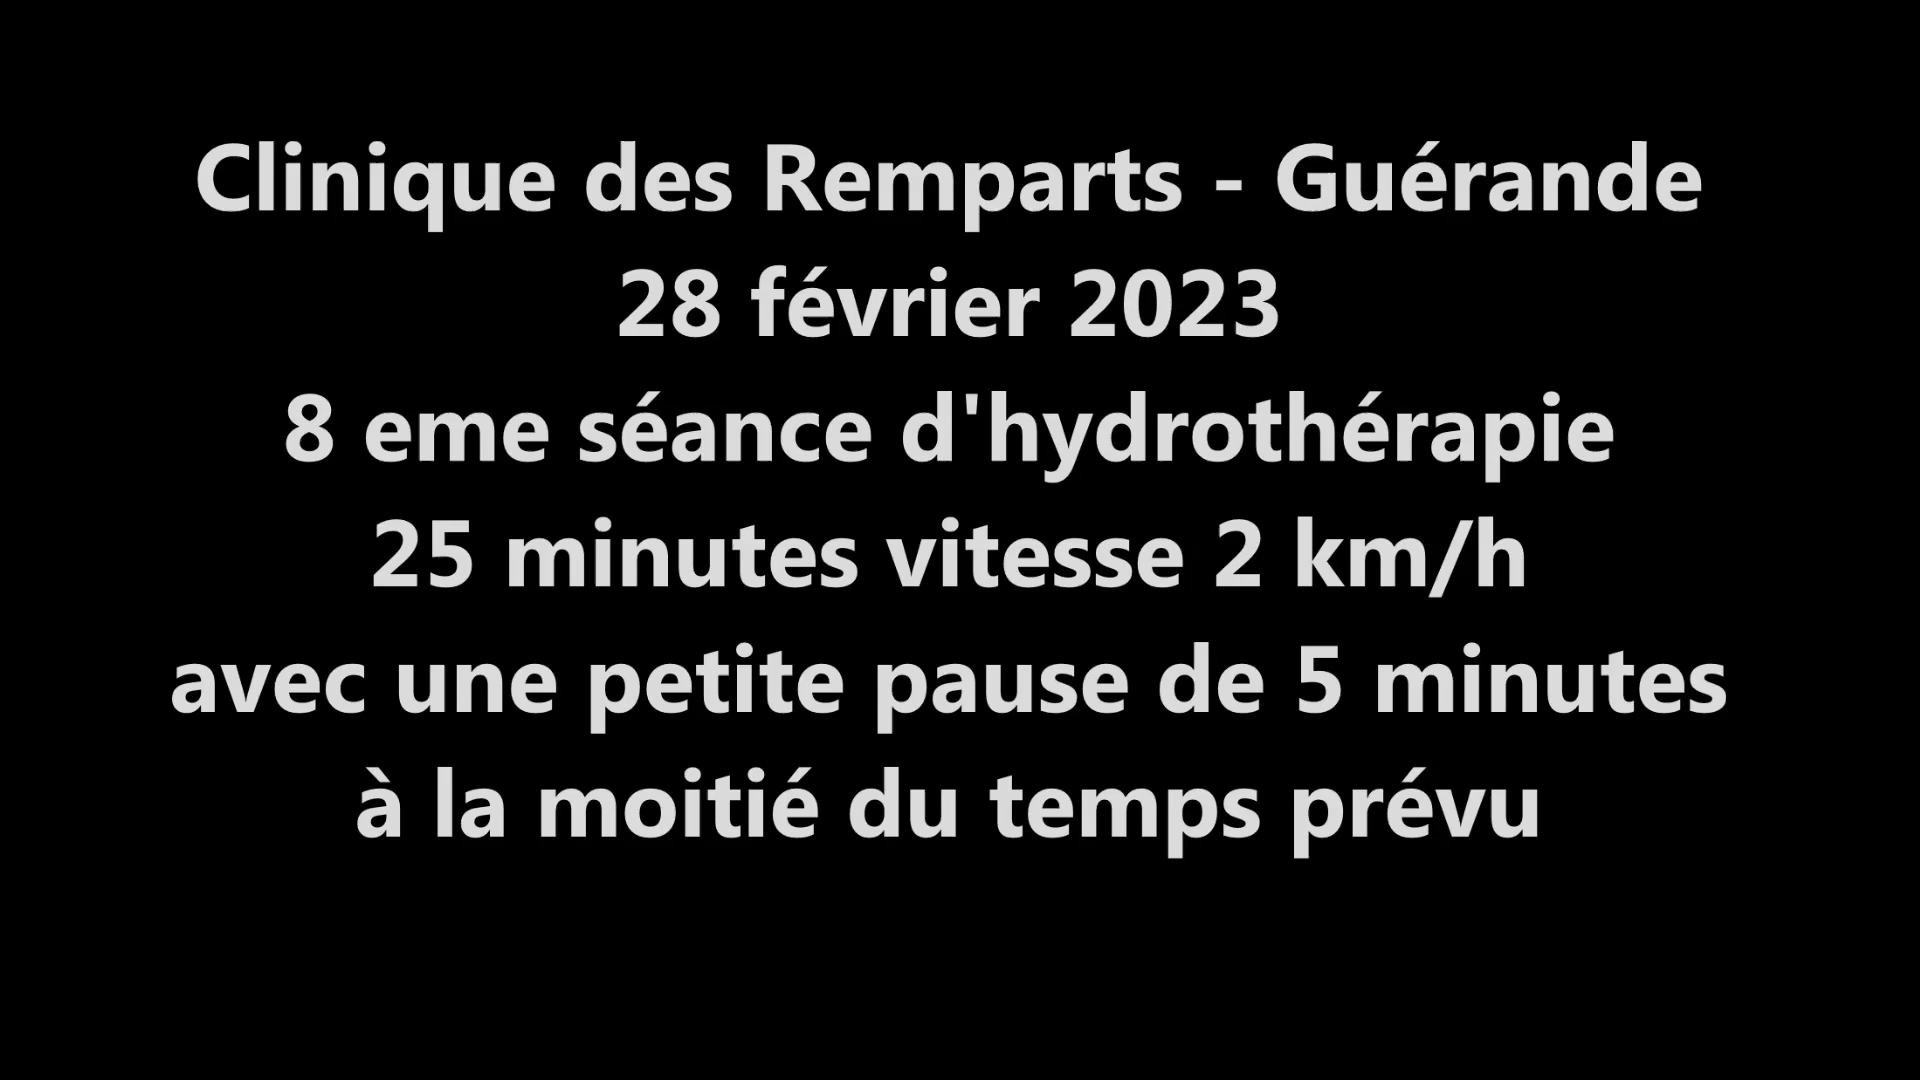 Clinique des Remparts - Guérande
28 février 2023
8 eme séance d'hydrothérapie
25 minutes vitesse 2 km/h
avec une petite pause de 5 minutes
à la moitié du temps prévu